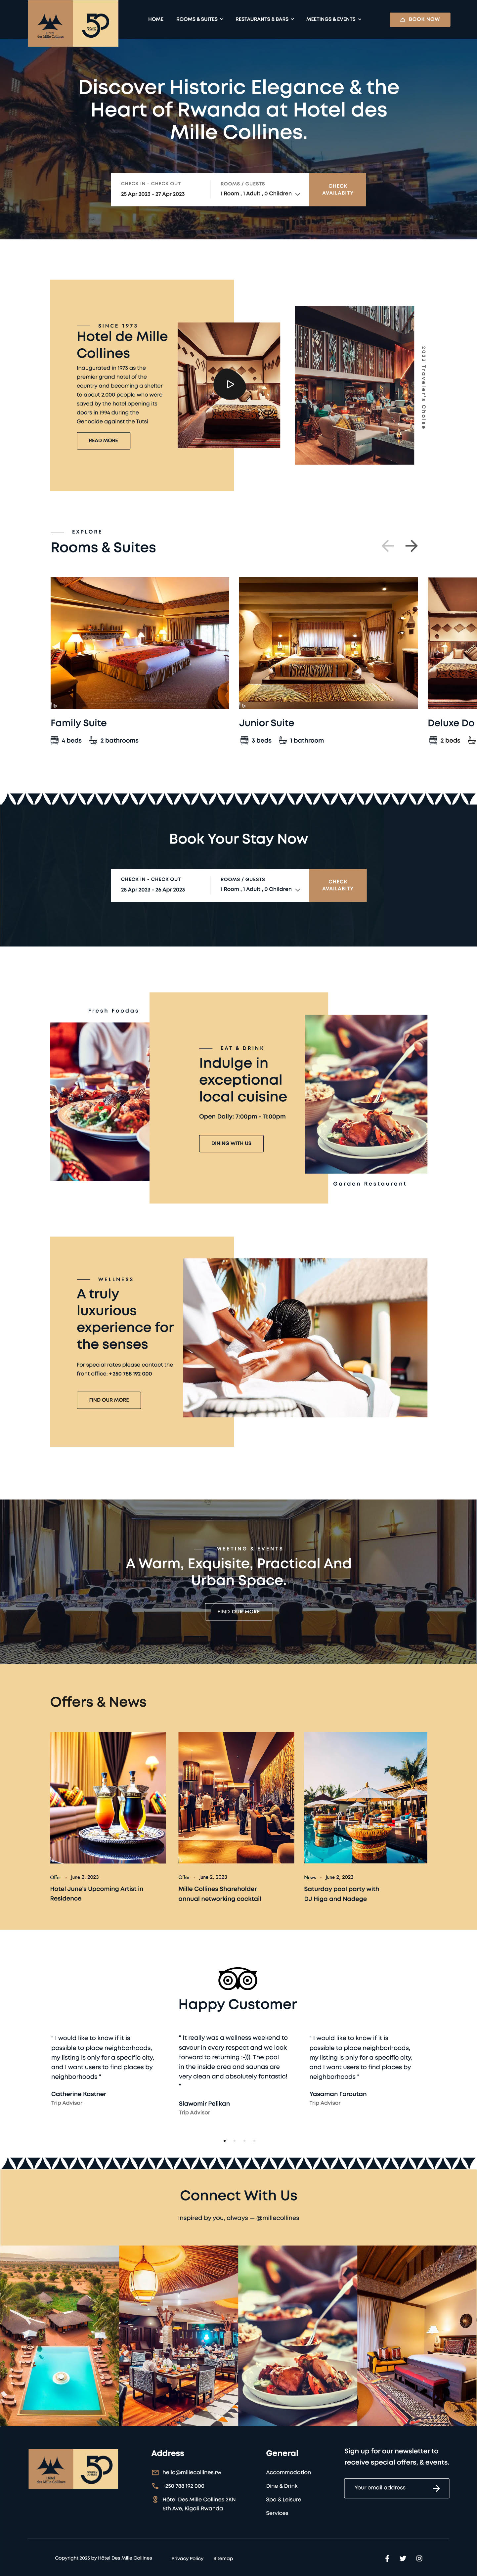 Hôtel
des Mille Collines
50
HOME
ROOMS & SUITES
RESTAURANTS & BARS
MEETINGS & EVENTS
BOOK NOW
Discover Historic Elegance & the
Heart of Rwanda at Hotel des
Mille Collines.
CHECK IN – CHECK OUT
25 Apr 2023 - 27 Apr 2023
ROOMS / GUESTS
1 Room , 1 Adult , 0 Children
CHECK
AVAILABITY
SINCE 1973
Hotel de Mille
Collines
Inaugurated in 1973 as the
premier grand hotel of the
country and becoming a shelter
to about 2,000 people who were
saved by the hotel opening its
doors in 1994 during the
Genocide against the Tutsi
READ MORE
2023 Traveler's Choise
EXPLORE
Rooms & Suites
Family Suite
4 beds
2 bathrooms
Junior Suite
3 beds
1 bathroom
Deluxe Do
2 beds
Book Your Stay Now
CHECK IN – CHECK OUT
25 Apr 2023 - 26 Apr 2023
ROOMS / GUESTS
1 Room , 1 Adult , 0 Children
CHECK
AVAILABITY
Fresh Foodas
EAT & DRINK
Indulge in
exceptional
local cuisine
Open Daily: 7:00pm - 11:00pm
DINING WITH US
Garden Restaurant
WELLNESS
A truly
luxurious
experience for
the senses
For special rates please contact the
front office: +250 788 192 000
FIND OUR MORE
MEETING & EVENTS
A Warm, Exquisite, Practical And
Urban Space.
FIND OUR MORE
Offers & News
Offer - June 2, 2023
Hotel June's Upcoming Artist in
Residence
Offer - June 2, 2023
Mille Collines Shareholder
annual networking cocktail
News - June 2, 2023
Saturday pool party with
DJ Higa and Nadege
Happy Customer
" I would like to know if it is
possible to place neighborhoods,
my listing is only for a specific city,
and I want users to find places by
neighborhoods "
Catherine Kastner
Trip Advisor
" It really was a wellness weekend to
savour in every respect and we look
forward to returning :-))). The pool
in the inside area and saunas are
very clean and absolutely fantastic!
"
Slawomir Pelikan
Trip Advisor
" I would like to know if it is
possible to place neighborhoods,
my listing is only for a specific city,
and I want users to find places by
neighborhoods "
Yasaman Foroutan
Trip Advisor
Connect With Us
Inspired by you, always — @millecollines
Hôtel
des Mille Collines
50
Address
hello@millecollines.rw
+250 788 192 000
Hôtel Des Mille Collines 2KN
6th Ave, Kigali Rwanda
General
Accommodation
Dine & Drink
Spa & Leisure
Services
Sign up for our newsletter to
receive special offers, & events.
Your email address
Copyright 2023 by Hôtel Des Mille Collines
Privacy Policy
Sitemap